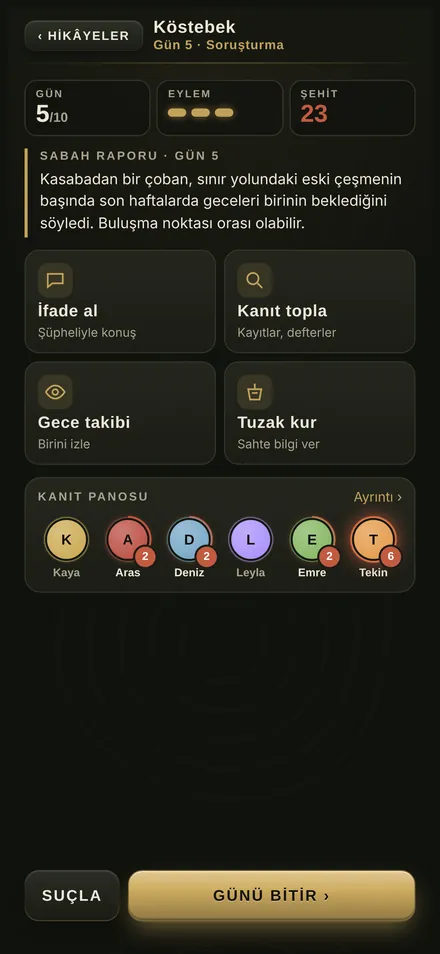 ‹ HİKÂYELER
Köstebek
Gün 5 · Soruşturma
GÜN
5/10
EYLEM
ŞEHİT
23
SABAH RAPORU · GÜN 5
Kasabadan bir çoban, sınır yolundaki eski çeşmenin
başında son haftalarda geceleri birinin beklediğini
söyledi. Buluşma noktası orası olabilir.
İfade al
Şüpheliyle konuş
Kanıt topla
Kayıtlar, defterler
Gece takibi
Birini izle
Tuzak kur
Sahte bilgi ver
KANIT PANOSU
Ayrıntı ›
K
A
2
D
2
L
E
2
T
6
Kaya
Aras
Deniz
Leyla
Emre
Tekin
SUÇLA
GÜNÜ BİTİR ›